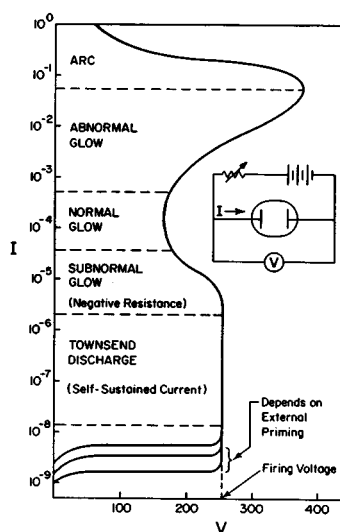 10⁰
ARC
10⁻¹
ABNORMAL
GLOW
10⁻²
10⁻³
NORMAL
GLOW
10⁻⁴
I
SUBNORMAL
GLOW
10⁻⁵
(Negative Resistance)
10⁻⁶
TOWNSEND
DISCHARGE
10⁻⁷
(Self-Sustained Current)
10⁻⁸
10⁻⁹
0
100
200
300
400
V
I
V
Depends on
External
Priming
Firing Voltage